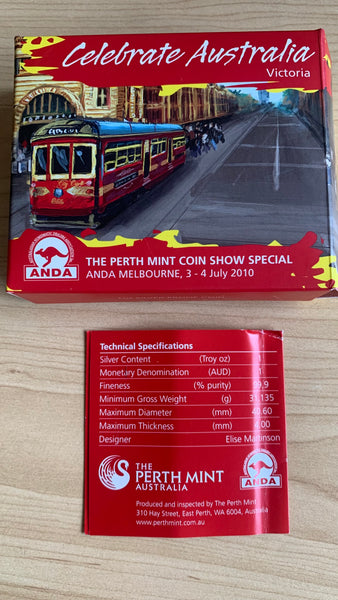 Celebrate Australia
Victoria
ANDA
THE PERTH MINT COIN SHOW SPECIAL
ANDA MELBOURNE, 3 - 4 July 2010
Technical Specifications
Silver Content (Troy oz) 1
Monetary Denomination (AUD) 1
Fineness (% purity) 99.9
Minimum Gross Weight (g) 31.135
Maximum Diameter (mm) 40.60
Maximum Thickness (mm) 4.00
Designer Elise Martinson
THE
PERTH MINT
AUSTRALIA
ANDA
Produced and inspected by The Perth Mint
310 Hay Street, East Perth, WA 6004, Australia
www.perthmint.com.au